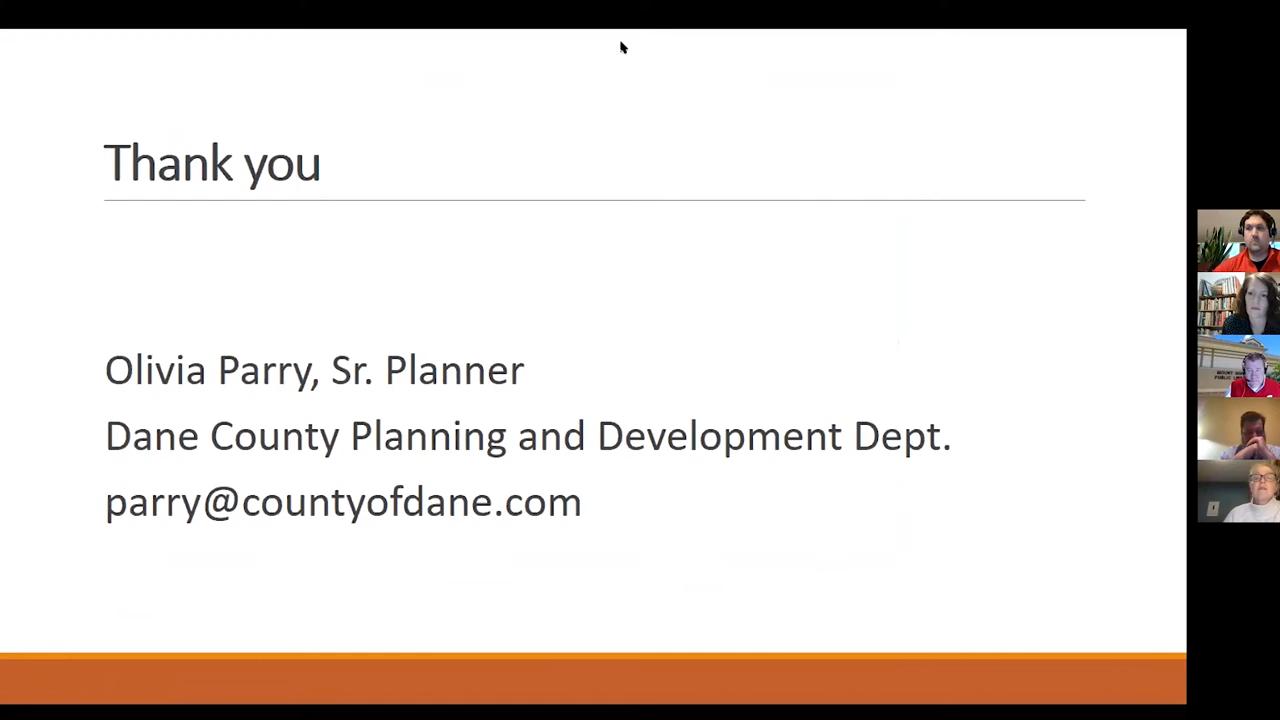 Thank you
Olivia Parry, Sr. Planner
Dane County Planning and Development Dept.
parry@countyofdane.com